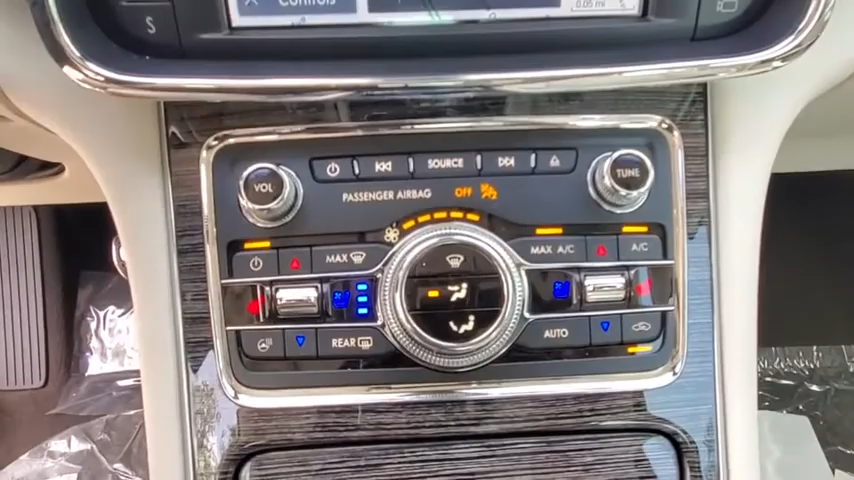 S
Controls
0.05 mi
VOL
SOURCE
TUNE
PASSENGER AIRBAG OFF
MAX
MAX A/C
A/C
REAR
AUTO